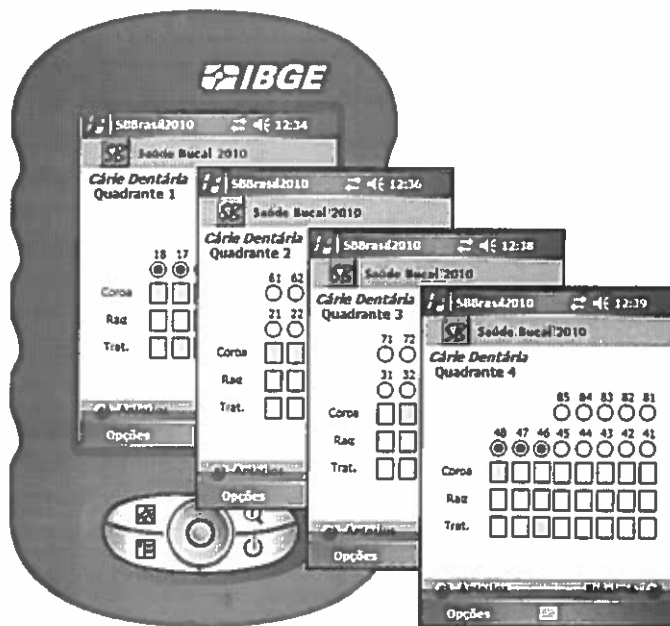 IBGE
SBBrasil2010 12:34
Saúde Bucal 2010
Cárie Dentária
Quadrante 1
18 17
Coroa
Raiz
Trat.
Opções
SBBrasil2010 12:36
Saúde Bucal 2010
Cárie Dentária
Quadrante 2
61 62
21 22
Coroa
Raiz
Trat.
Opções
SBBrasil2010 12:38
Saúde Bucal 2010
Cárie Dentária
Quadrante 3
71 72
31 32
Coroa
Raiz
Trat.
Opções
SBBrasil2010 12:39
Saúde Bucal 2010
Cárie Dentária
Quadrante 4
85 84 83 82 81
48 47 46 45 44 43 42 41
Coroa
Raiz
Trat.
Opções